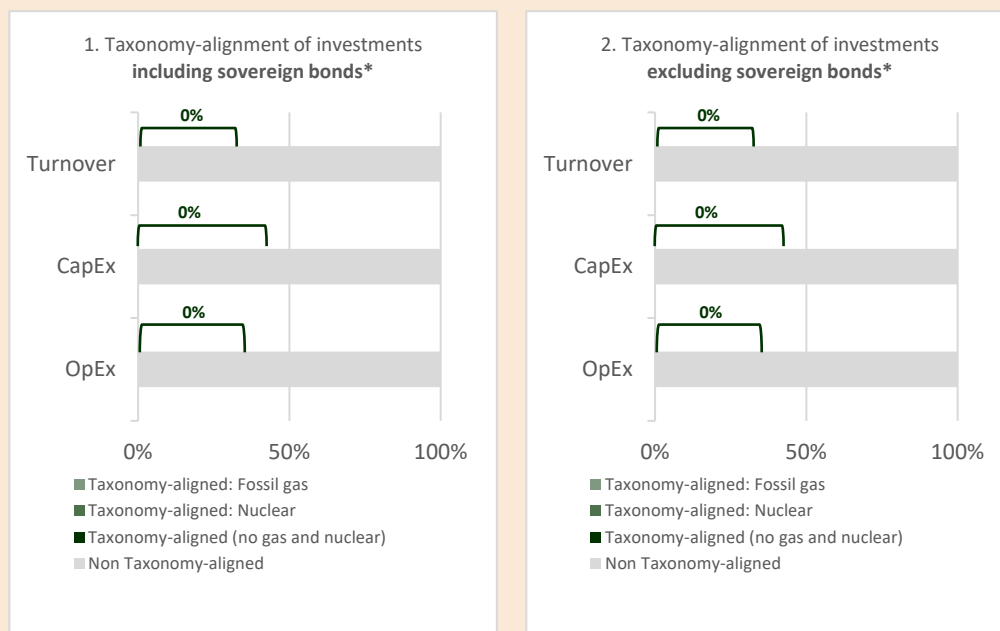 1. Taxonomy-alignment of investments
including sovereign bonds*
0%
Turnover
0%
CapEx
0%
OpEx
0% 50% 100%
Taxonomy-aligned: Fossil gas
Taxonomy-aligned: Nuclear
Taxonomy-aligned (no gas and nuclear)
Non Taxonomy-aligned
2. Taxonomy-alignment of investments
excluding sovereign bonds*
0%
Turnover
0%
CapEx
0%
OpEx
0% 50% 100%
Taxonomy-aligned: Fossil gas
Taxonomy-aligned: Nuclear
Taxonomy-aligned (no gas and nuclear)
Non Taxonomy-aligned